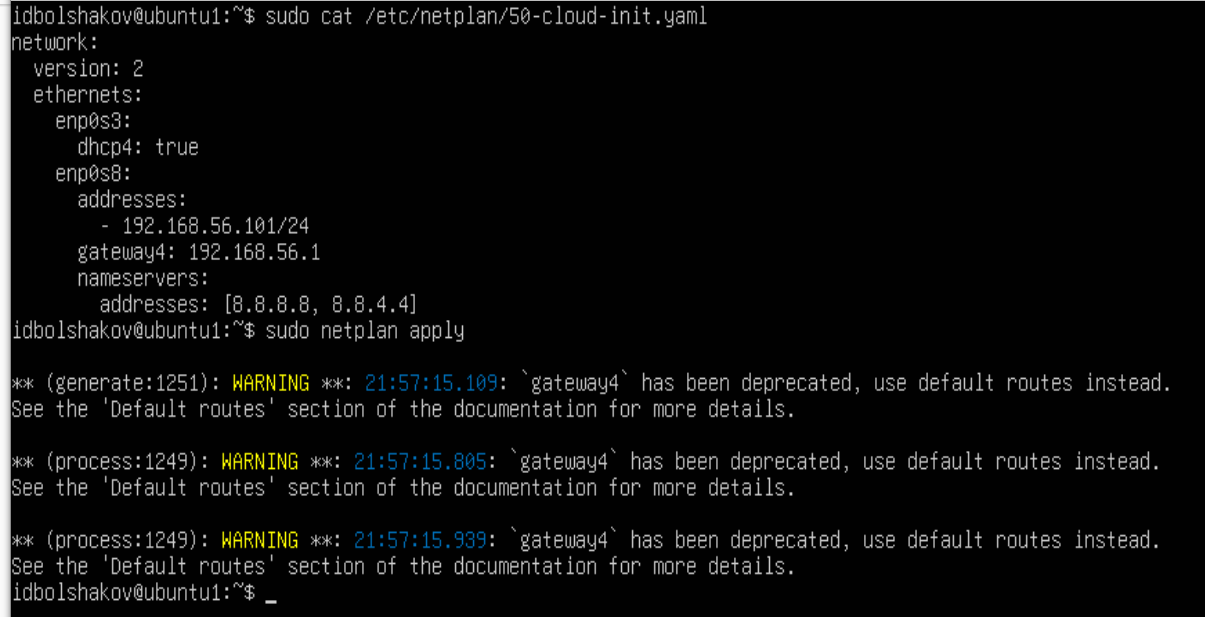 idbolshakov@ubuntu1:~$ sudo cat /etc/netplan/50-cloud-init.yaml
network:
  version: 2
  ethernets:
    enp0s3:
      dhcp4: true
    enp0s8:
      addresses:
        - 192.168.56.101/24
      gateway4: 192.168.56.1
      nameservers:
        addresses: [8.8.8.8, 8.8.4.4]
idbolshakov@ubuntu1:~$ sudo netplan apply
** (generate:1251): WARNING **: 21:57:15.109: `gateway4` has been deprecated, use default routes instead.
See the 'Default routes' section of the documentation for more details.
** (process:1249): WARNING **: 21:57:15.805: `gateway4` has been deprecated, use default routes instead.
See the 'Default routes' section of the documentation for more details.
** (process:1249): WARNING **: 21:57:15.939: `gateway4` has been deprecated, use default routes instead.
See the 'Default routes' section of the documentation for more details.
idbolshakov@ubuntu1:~$ _